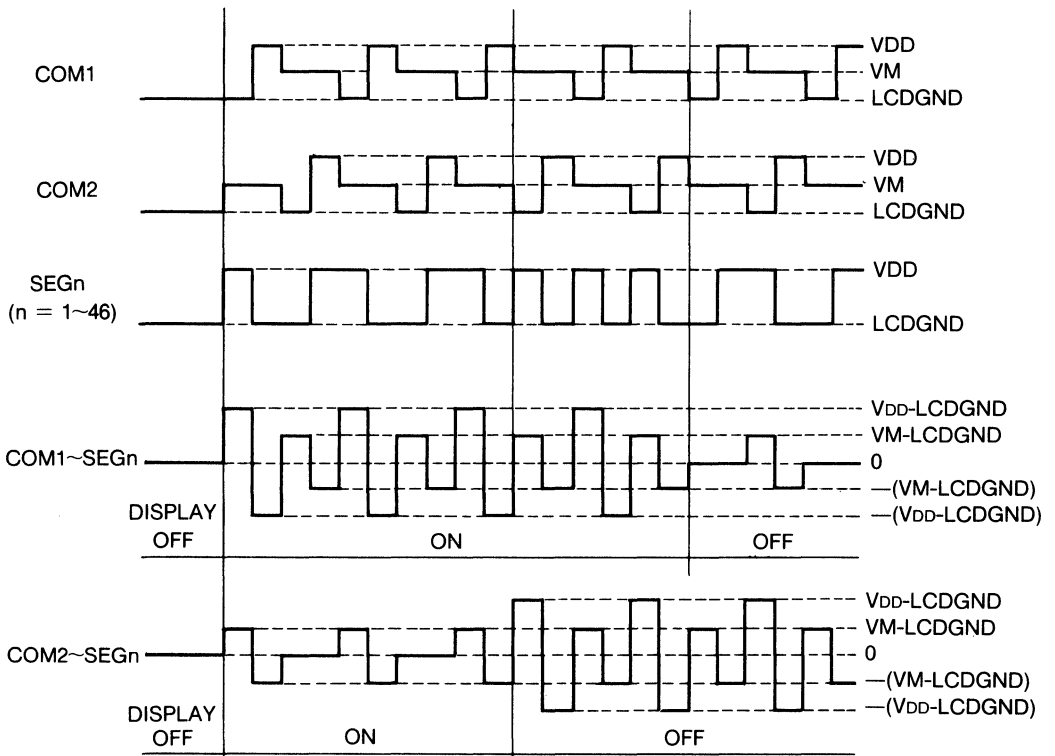 COM1
VDD
VM
LCDGND
COM2
VDD
VM
LCDGND
SEGn
(n = 1~46)
VDD
LCDGND
COM1~SEGn
VDD-LCDGND
VM-LCDGND
0
—(VM-LCDGND)
—(VDD-LCDGND)
DISPLAY
OFF
ON
OFF
COM2~SEGn
VDD-LCDGND
VM-LCDGND
0
—(VM-LCDGND)
—(VDD-LCDGND)
DISPLAY
OFF
ON
OFF